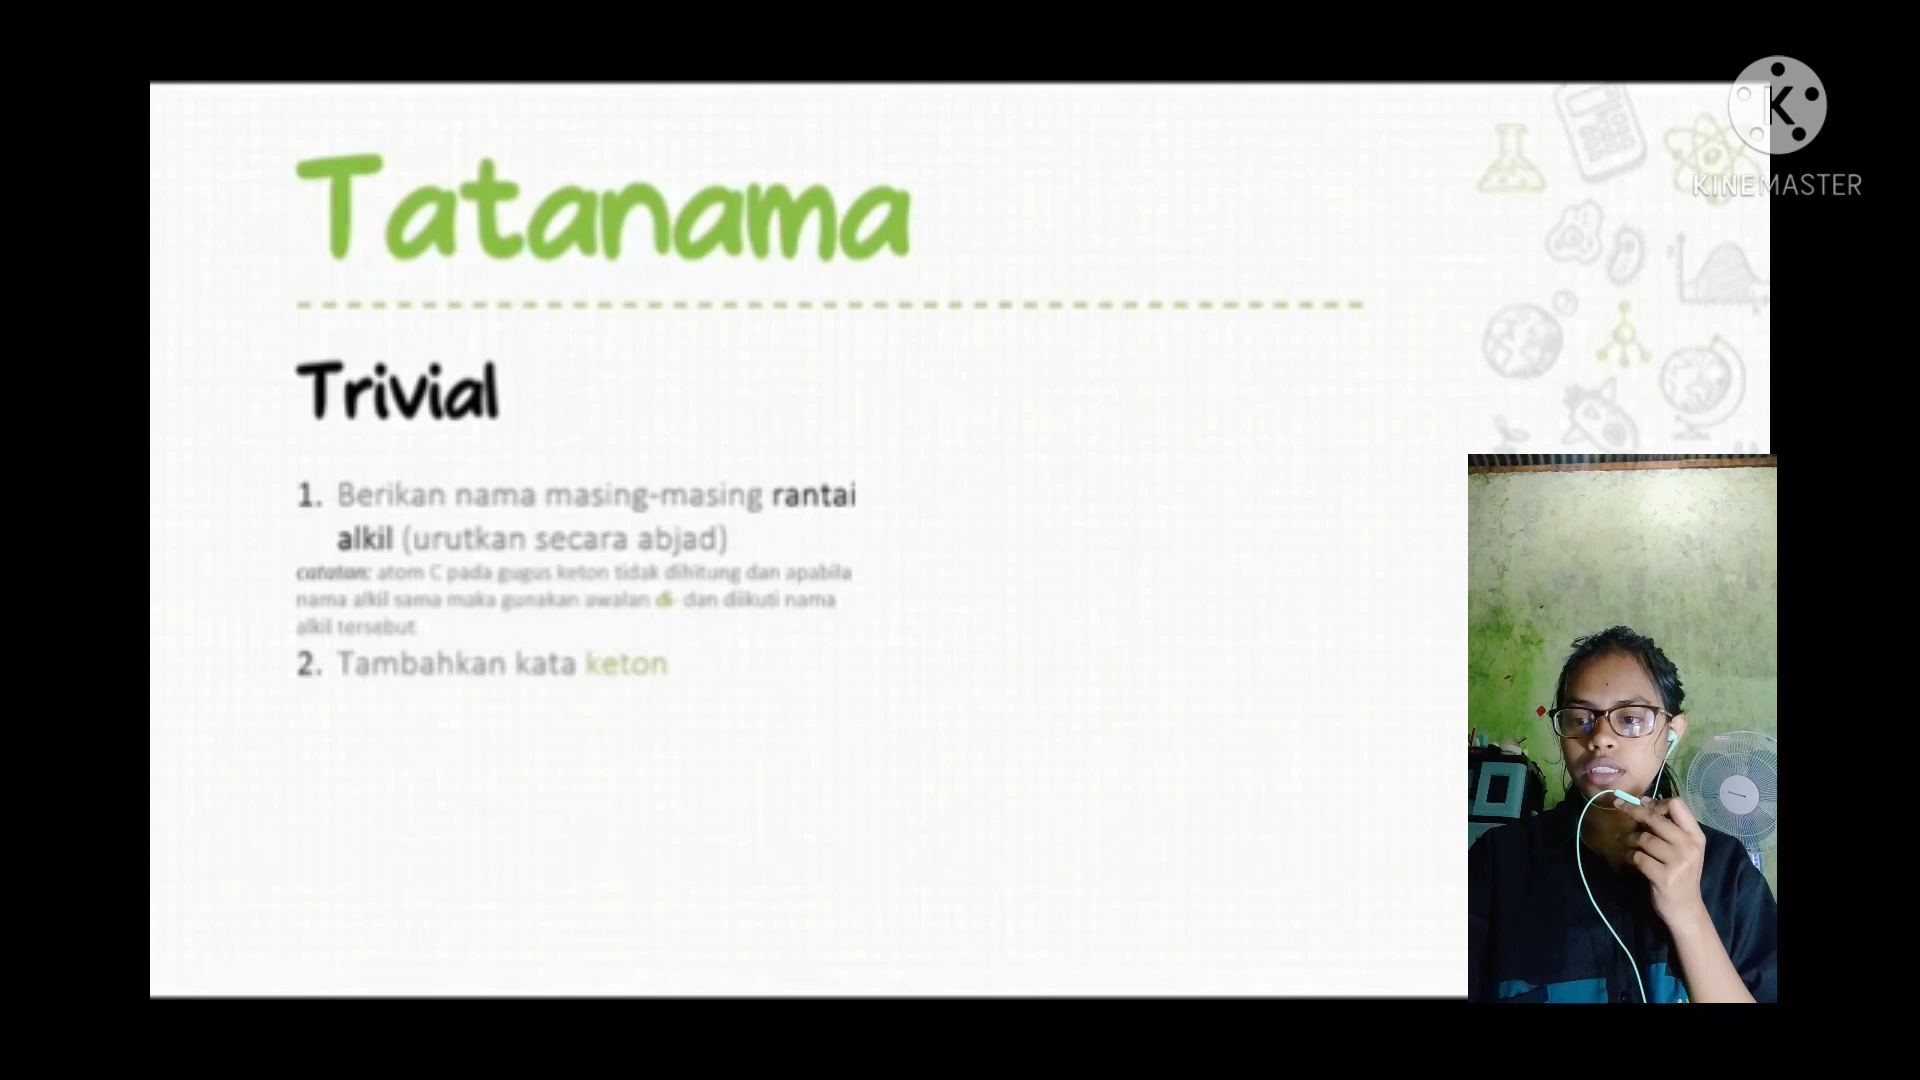 Tatanama
Trivial
1. Berikan nama masing-masing rantai
alkil (urutkan secara abjad)
catatan: atom C pada gugus keton tidak dihitung dan apabila
nama alkil sama maka gunakan awalan di- dan diikuti nama
alkil tersebut
2. Tambahkan kata keton
K
KINEMASTER